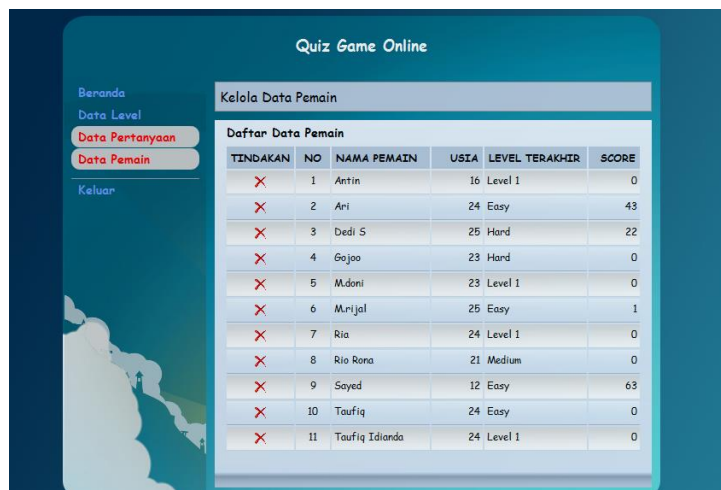 Quiz Game Online
Beranda
Data Level
Data Pertanyaan
Data Pemain
Keluar
Kelola Data Pemain
Daftar Data Pemain
TINDAKAN NO NAMA PEMAIN USIA LEVEL TERAKHIR SCORE
1 Antin 16 Level 1 0
2 Ari 24 Easy 43
3 Dedi S 25 Hard 22
4 Gojoo 23 Hard 0
5 M.doni 23 Level 1 0
6 M.rijal 25 Easy 1
7 Ria 24 Level 1 0
8 Rio Rona 21 Medium 0
9 Sayed 12 Easy 63
10 Taufiq 24 Easy 0
11 Taufiq Idianda 24 Level 1 0